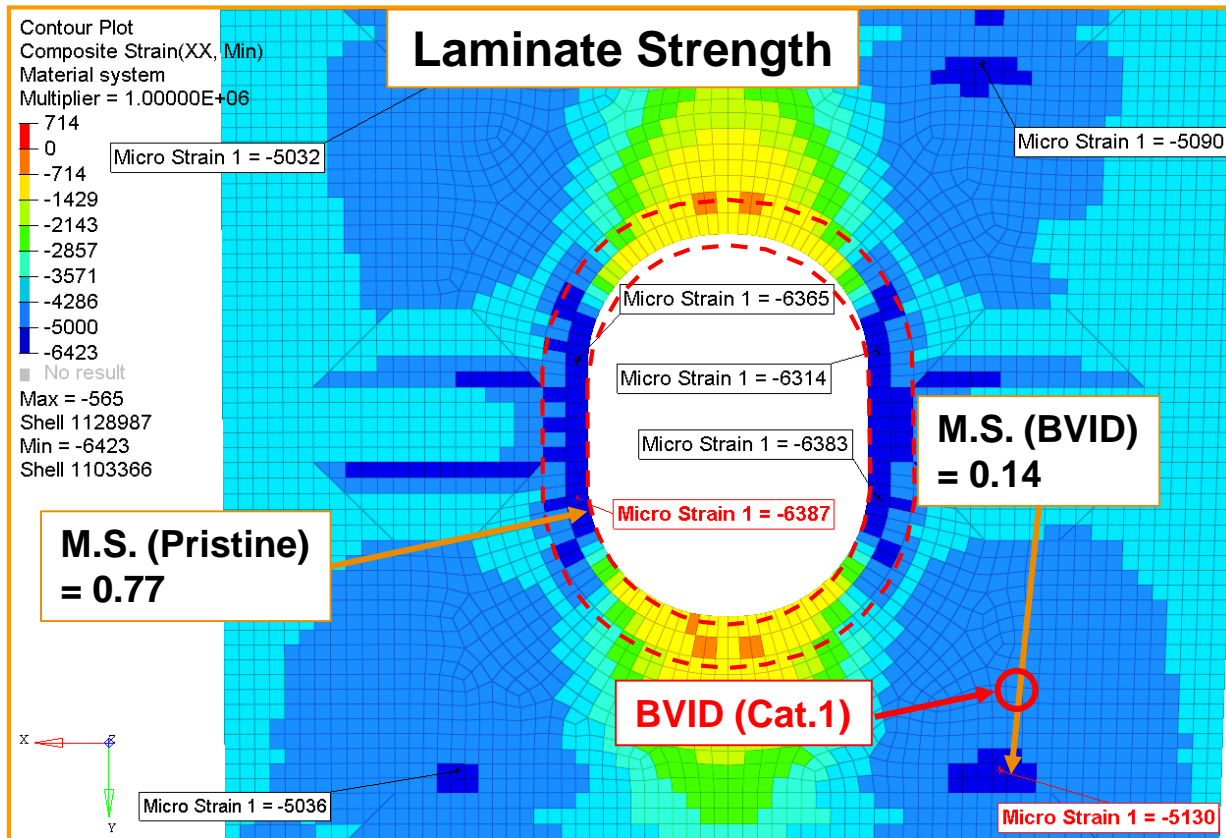 Contour Plot
Composite Strain(XX, Min)
Material system
Multiplier = 1.00000E+06
714
0
-714
-1429
-2143
-2857
-3571
-4286
-5000
-6423
No result
Max = -565
Shell 1128987
Min = -6423
Shell 1103366
Laminate Strength
Micro Strain 1 = -5032
Micro Strain 1 = -5090
Micro Strain 1 = -6365
Micro Strain 1 = -6314
Micro Strain 1 = -6383
Micro Strain 1 = -6387
M.S. (BVID)
= 0.14
M.S. (Pristine)
= 0.77
BVID (Cat.1)
Micro Strain 1 = -5036
Micro Strain 1 = -5130
X
Z
Y